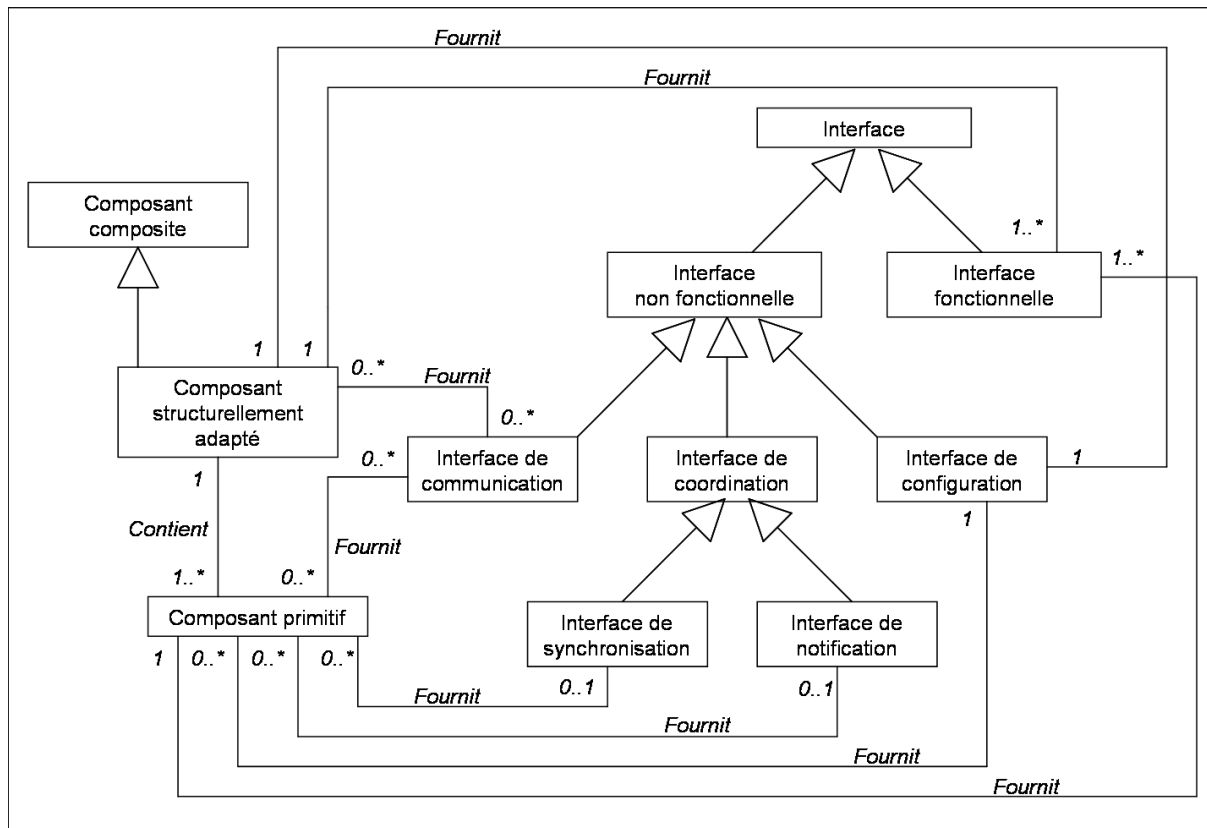 Fournit
Fournit
Interface
Composant
composite
1..*
1..*
Interface
non fonctionnelle
Interface
fonctionnelle
1
1
0..*
Fournit
Composant
structurellement
adapté
0..*
0..*
Interface de
communication
Interface de
coordination
Interface de
configuration
1
1
1
Contient
Fournit
1..*
0..*
Composant primitif
Interface de
synchronisation
Interface de
notification
1
0..*
0..*
0..*
0..1
0..1
Fournit
Fournit
Fournit
Fournit